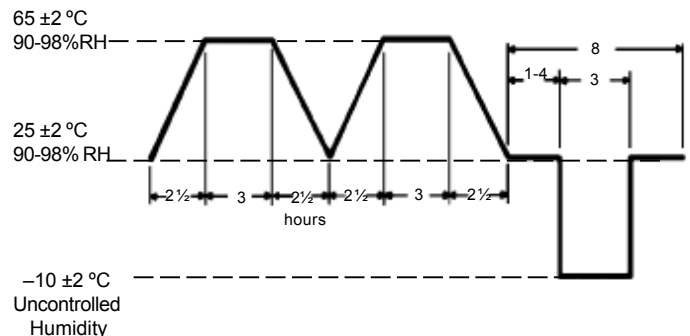 65 ±2 ºC
90-98%RH
8
1-4
3
25 ±2 ºC
90-98% RH
2½
3
2½
2½
3
2½
hours
–10 ±2 ºC
Uncontrolled
Humidity